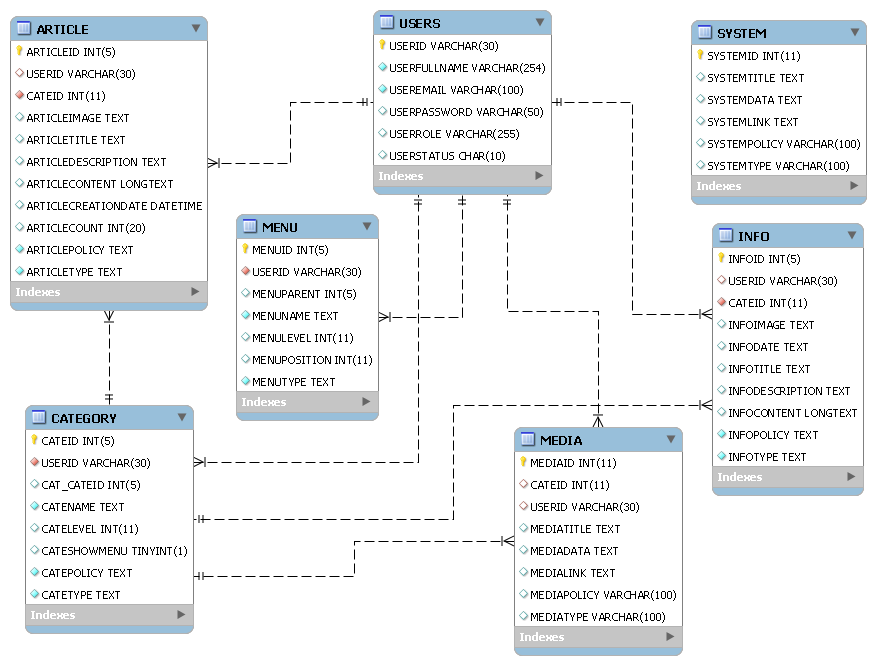 ARTICLE
ARTICLEID INT(5)
USERID VARCHAR(30)
CATEID INT(11)
ARTICLEIMAGE TEXT
ARTICLETITLE TEXT
ARTICLEDESCRIPTION TEXT
ARTICLECONTENT LONGTEXT
ARTICLECREATIONDATE DATETIME
ARTICLECOUNT INT(20)
ARTICLEPOLICY TEXT
ARTICLETYPE TEXT
Indexes
USERS
USERID VARCHAR(30)
USERFULLNAME VARCHAR(254)
USEREMAIL VARCHAR(100)
USERPASSWORD VARCHAR(50)
USERROLE VARCHAR(255)
USERSTATUS CHAR(10)
Indexes
SYSTEM
SYSTEMID INT(11)
SYSTEMTITLE TEXT
SYSTEMDATA TEXT
SYSTEMLINK TEXT
SYSTEMPOLICY VARCHAR(100)
SYSTEMTYPE VARCHAR(100)
Indexes
MENU
MENUID INT(5)
USERID VARCHAR(30)
MENUPARENT INT(5)
MENUNAME TEXT
MENULEVEL INT(11)
MENUPOSITION INT(11)
MENUTYPE TEXT
Indexes
INFO
INFOID INT(5)
USERID VARCHAR(30)
CATEID INT(11)
INFOIMAGE TEXT
INFODATE TEXT
INFOTITLE TEXT
INFODESCRIPTION TEXT
INFOCONTENT LONGTEXT
INFOPOLICY TEXT
INFOTYPE TEXT
Indexes
CATEGORY
CATEID INT(5)
USERID VARCHAR(30)
CAT_CATEID INT(5)
CATENAME TEXT
CATELEVEL INT(11)
CATESHOWMENU TINYINT(1)
CATEPOLICY TEXT
CATETYPE TEXT
Indexes
MEDIA
MEDIAID INT(11)
CATEID INT(11)
USERID VARCHAR(30)
MEDIATITLE TEXT
MEDIADATA TEXT
MEDIALINK TEXT
MEDIAPOLICY VARCHAR(100)
MEDIATYPE VARCHAR(100)
Indexes